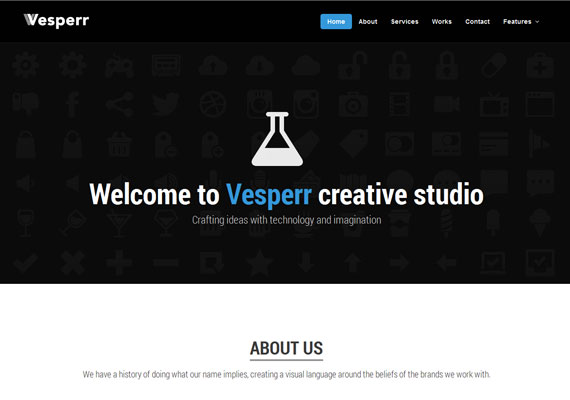 Vesperr
Home About Services Works Contact Features
Welcome to Vesperr creative studio
Crafting ideas with technology and imagination
ABOUT US
We have a history of doing what our name implies, creating a visual language around the beliefs of the brands we work with.